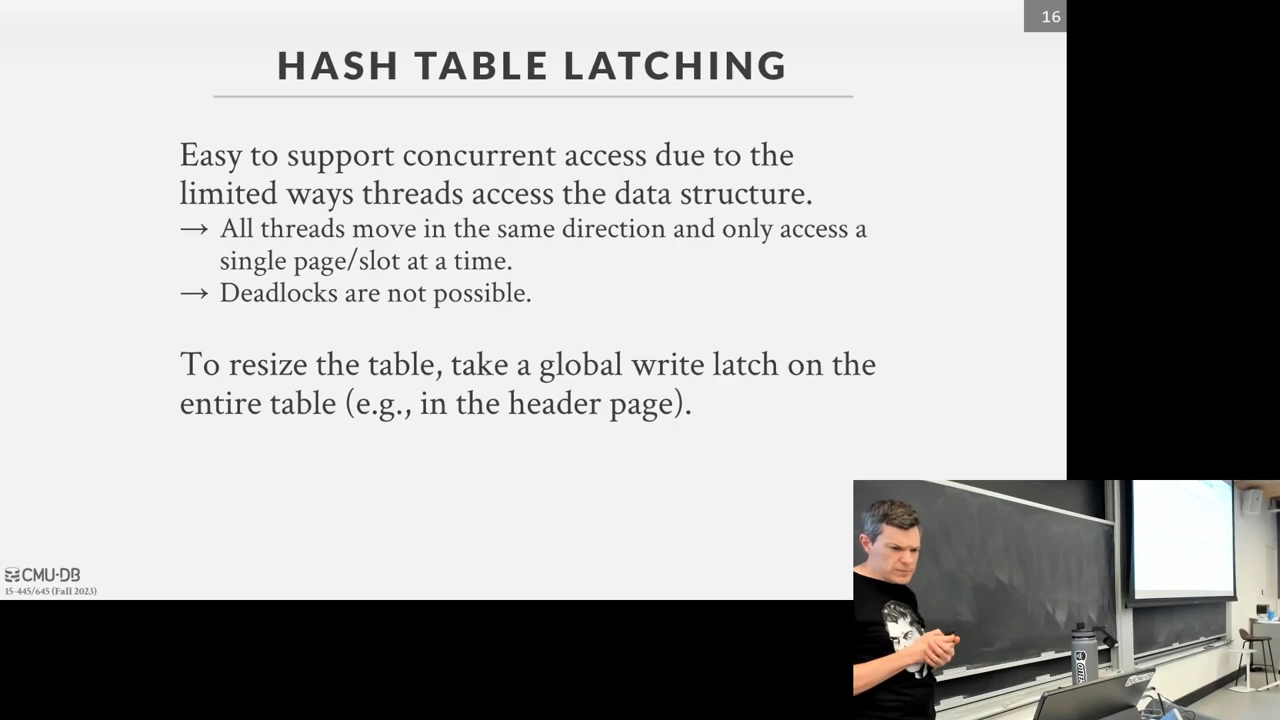 16
HASH TABLE LATCHING
Easy to support concurrent access due to the
limited ways threads access the data structure.
→ All threads move in the same direction and only access a
single page/slot at a time.
→ Deadlocks are not possible.
To resize the table, take a global write latch on the
entire table (e.g., in the header page).
CMU·DB
15-445/645 (Fall 2023)